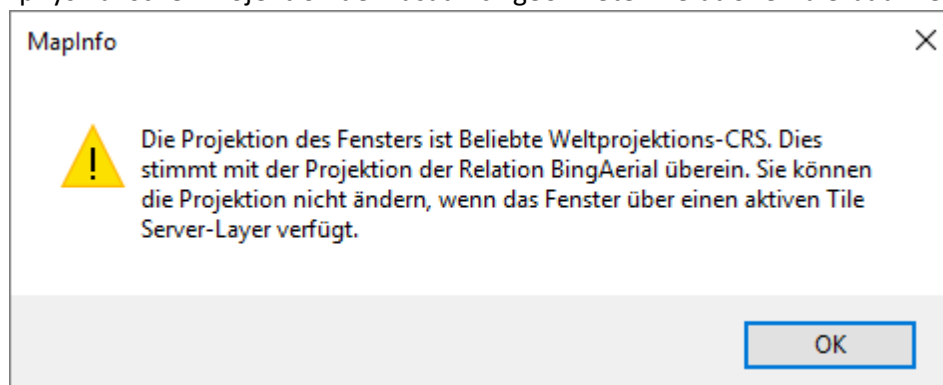 MapInfo
Die Projektion des Fensters ist Beliebte Weltprojektions-CRS. Dies
stimmt mit der Projektion der Relation BingAerial überein. Sie können
die Projektion nicht ändern, wenn das Fenster über einen aktiven Tile
Server-Layer verfügt.
OK